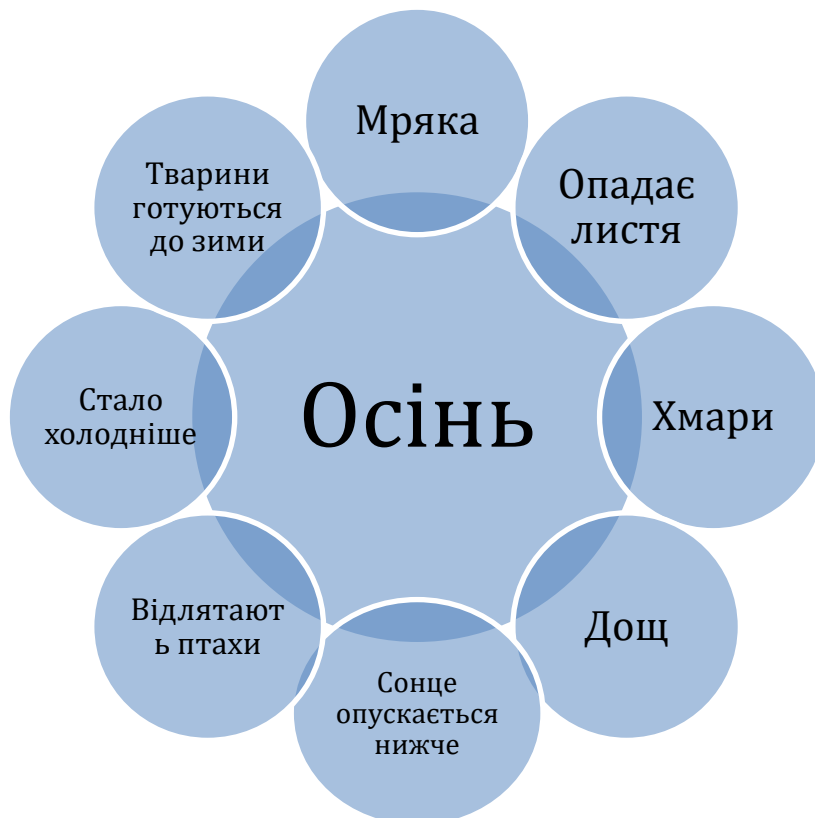 Мряка
Опадає
листя
Хмари
Дощ
Сонце
опускається
нижче
Відлятают
ь птахи
Стало
холодніше
Тварини
готуються
до зими
Осінь